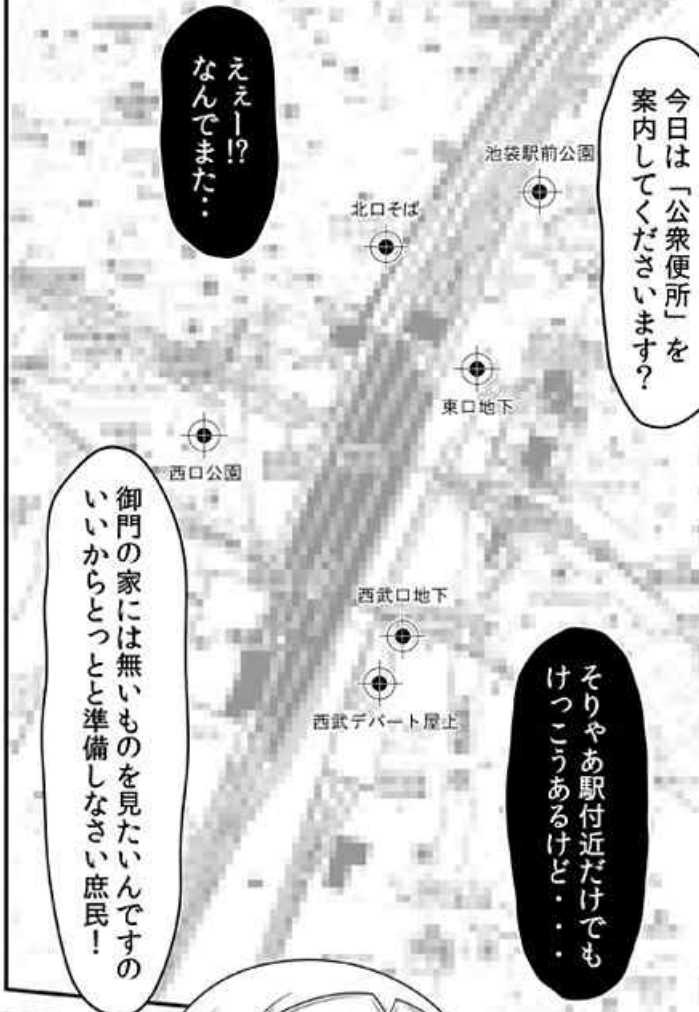 今日は「公衆便所」を
案内してくださいます?
えぇー!?
なんでまた・・
池袋駅前公園
北口そば
東口地下
西口公園
西武口地下
西武デパート屋上
そりゃあ駅付近だけでも
けっこうあるけど・・・
御門の家には無いものを見たいんですの
いいからとっとと準備しなさい庶民!